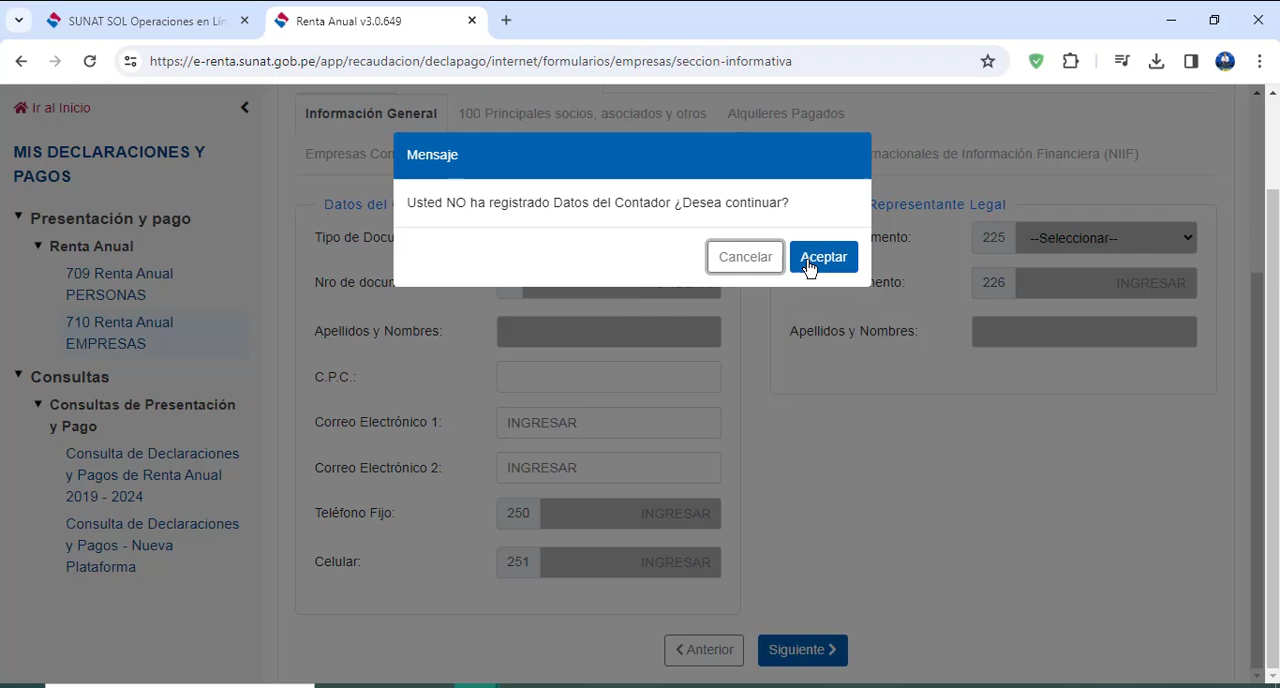 SUNAT SOL Operaciones en Lín
Renta Anual v3.0.649
https://e-renta.sunat.gob.pe/app/recaudacion/declapago/internet/formularios/empresas/seccion-informativa
Ir al Inicio
MIS DECLARACIONES Y
PAGOS
Presentación y pago
Renta Anual
709 Renta Anual
PERSONAS
710 Renta Anual
EMPRESAS
Consultas
Consultas de Presentación
y Pago
Consulta de Declaraciones
y Pagos de Renta Anual
2019 - 2024
Consulta de Declaraciones
y Pagos - Nueva
Plataforma
Información General
100 Principales socios, asociados y otros
Alquileres Pagados
Empresas Con
rnacionales de Información Financiera (NIIF)
Mensaje
Usted NO ha registrado Datos del Contador ¿Desea continuar?
Cancelar
Aceptar
Datos del
Tipo de Docu
Nro de docum
Apellidos y Nombres:
C.P.C.:
Correo Electrónico 1:
INGRESAR
Correo Electrónico 2:
INGRESAR
Teléfono Fijo:
250
INGRESAR
Celular:
251
INGRESAR
Representante Legal
mento:
225
--Seleccionar--
mento:
226
INGRESAR
Apellidos y Nombres:
Anterior
Siguiente